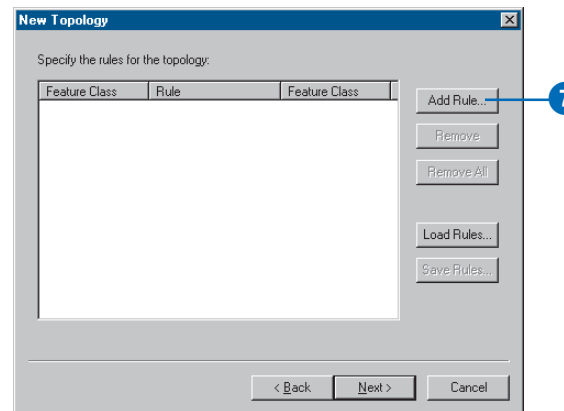 New Topology
Specify the rules for the topology:
Feature Class Rule Feature Class
Add Rule...
7
Remove
Remove All
Load Rules...
Save Rules...
< Back Next > Cancel